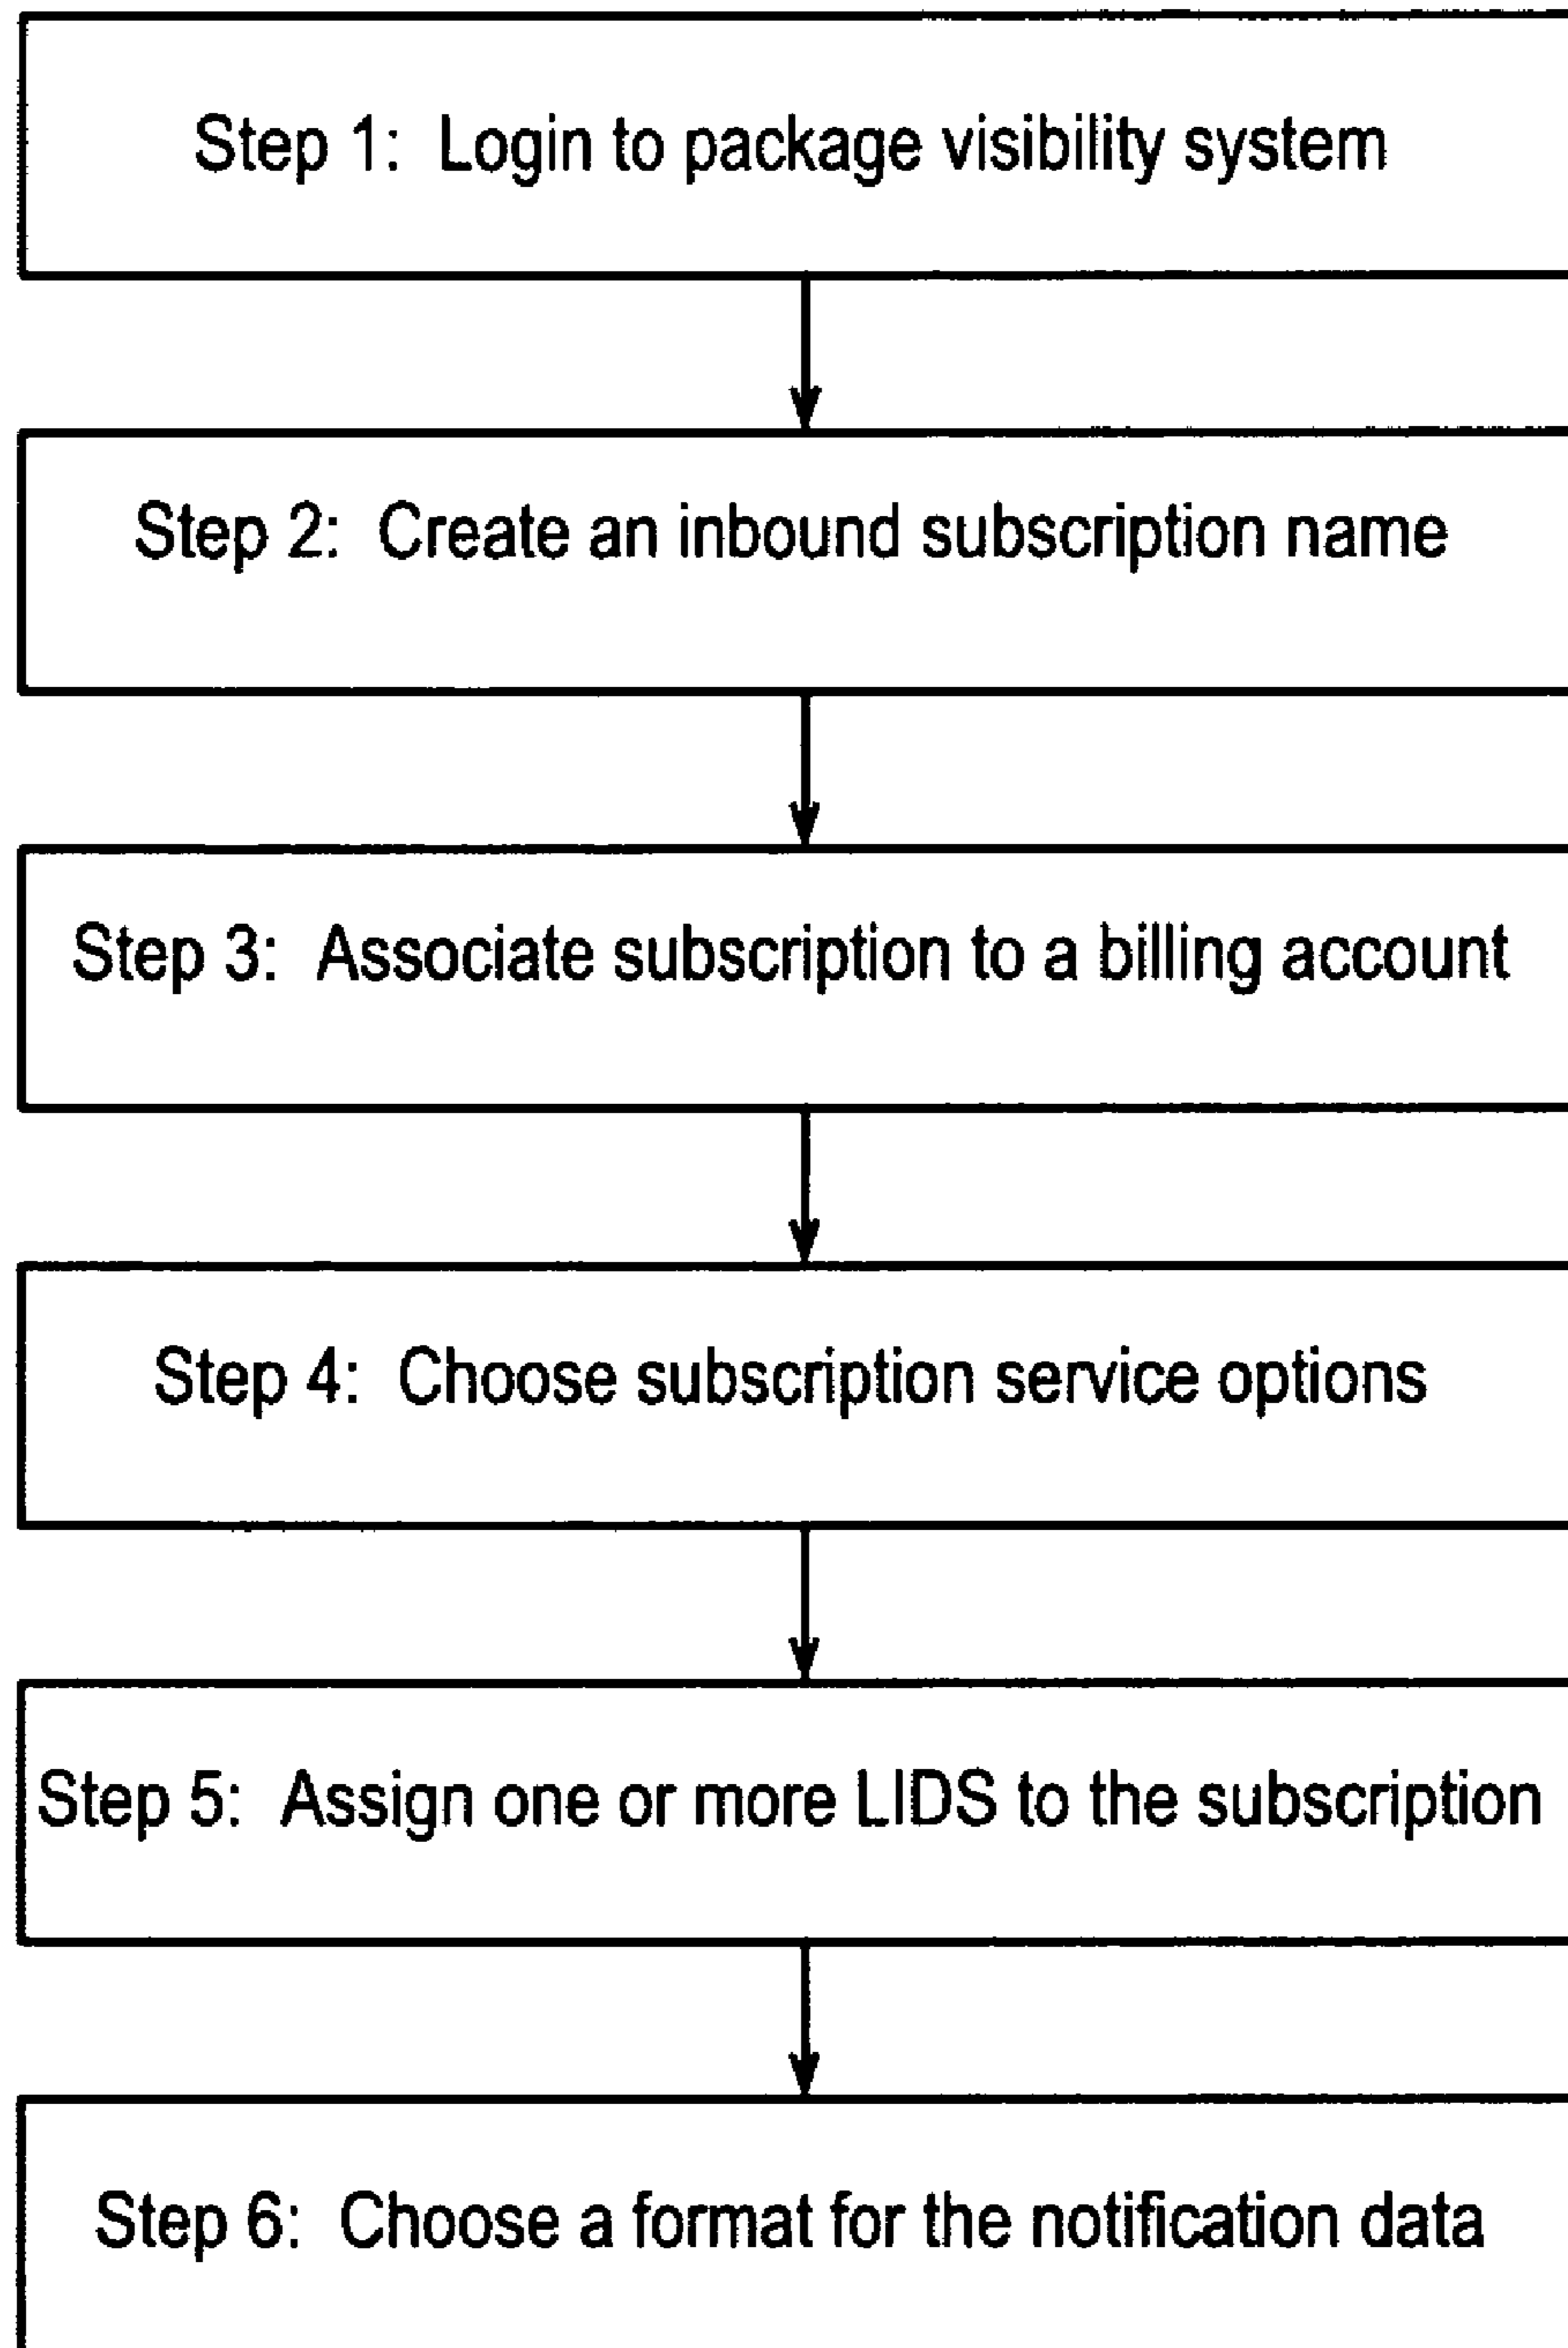 Step 1: Login to package visibility system
Step 2: Create an inbound subscription name
Step 3: Associate subscription to a billing account
Step 4: Choose subscription service options
Step 5: Assign one or more LIDS to the subscription
Step 6: Choose a format for the notification data